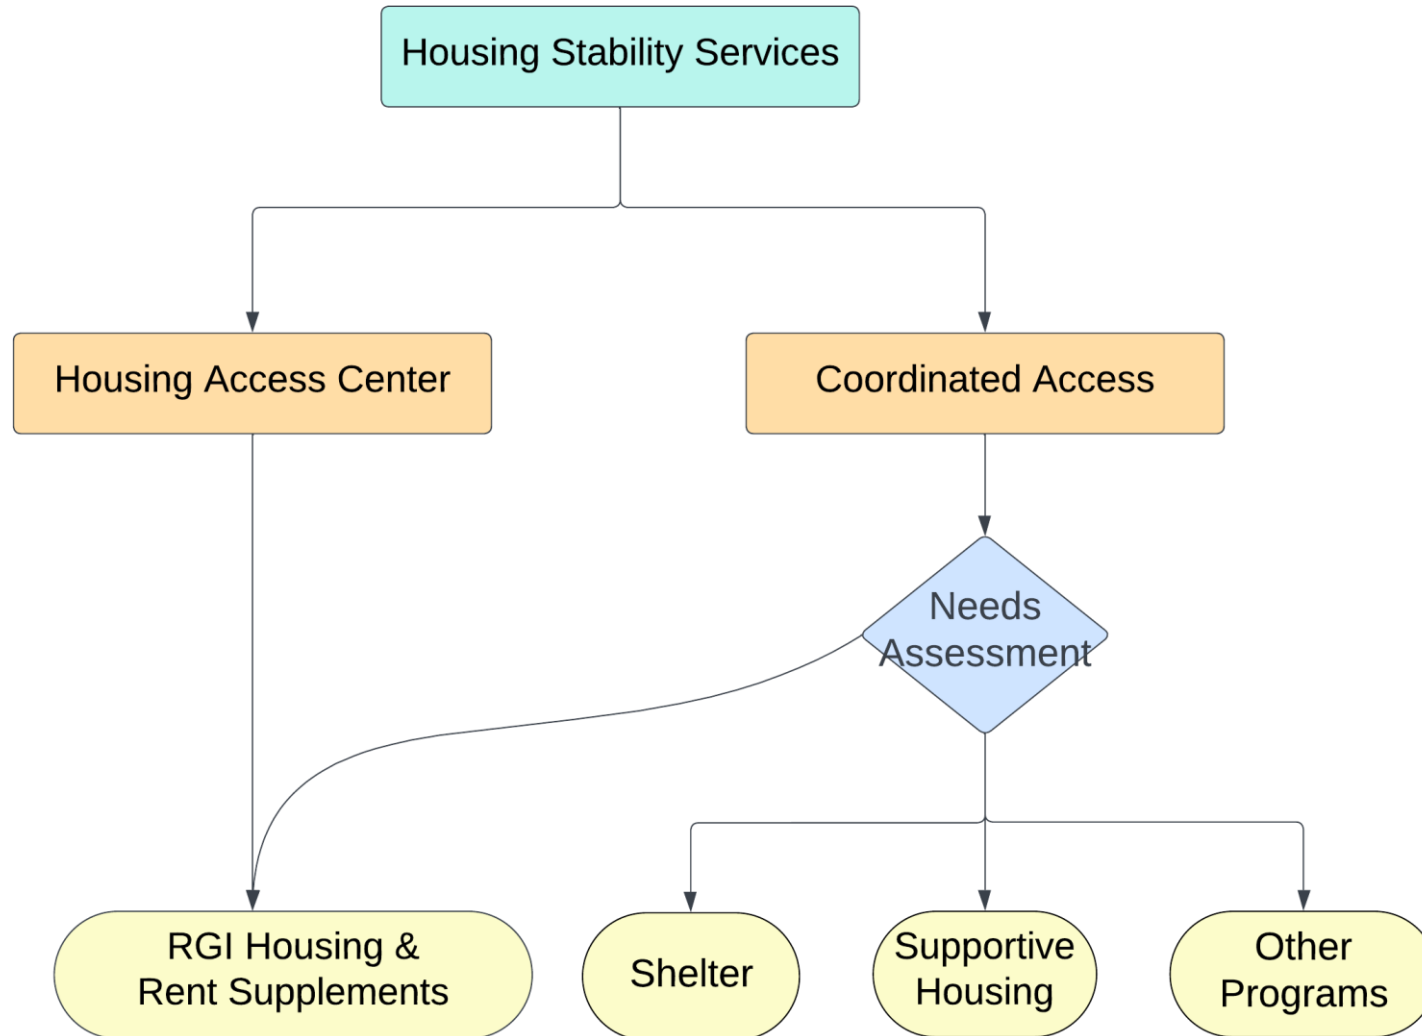 Housing Stability Services
Housing Access Center
Coordinated Access
Needs
Assessment
RGI Housing &
Rent Supplements
Shelter
Supportive
Housing
Other
Programs